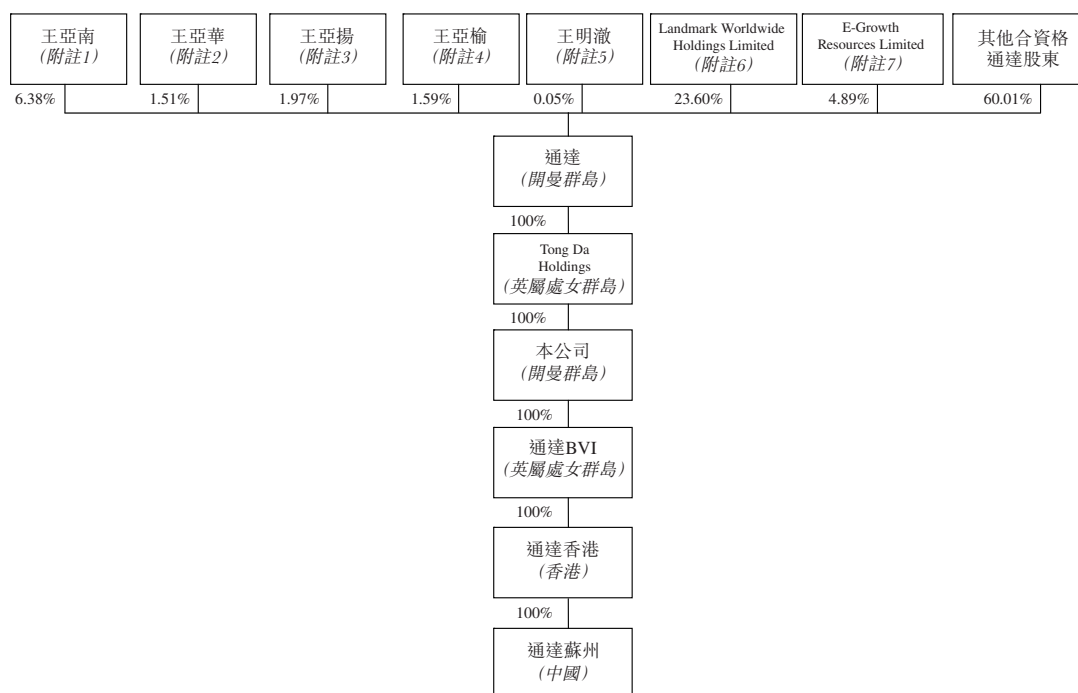 王亞南
(附註1)
王亞華
(附註2)
王亞揚
(附註3)
王亞榆
(附註4)
王明澈
(附註5)
Landmark Worldwide
Holdings Limited
(附註6)
E-Growth
Resources Limited
(附註7)
其他合資格
通達股東
6.38%
1.51%
1.97%
1.59%
0.05%
23.60%
4.89%
60.01%
通達
(開曼群島)
100%
Tong Da
Holdings
(英屬處女群島)
100%
本公司
(開曼群島)
100%
通達BVI
(英屬處女群島)
100%
通達香港
(香港)
100%
通達蘇州
(中國)